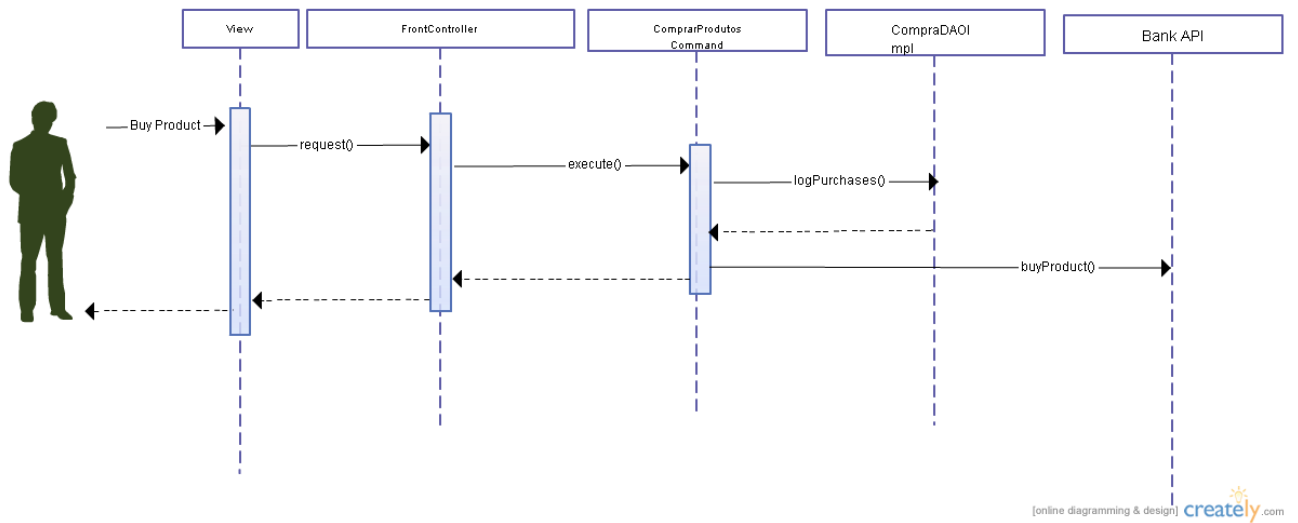 View
FrontController
ComprarProdutos
Command
CompraDAOI
mpl
Bank API
Buy Product
request()
execute()
logPurchases()
buyProduct()
[online diagramming & design] creately.com